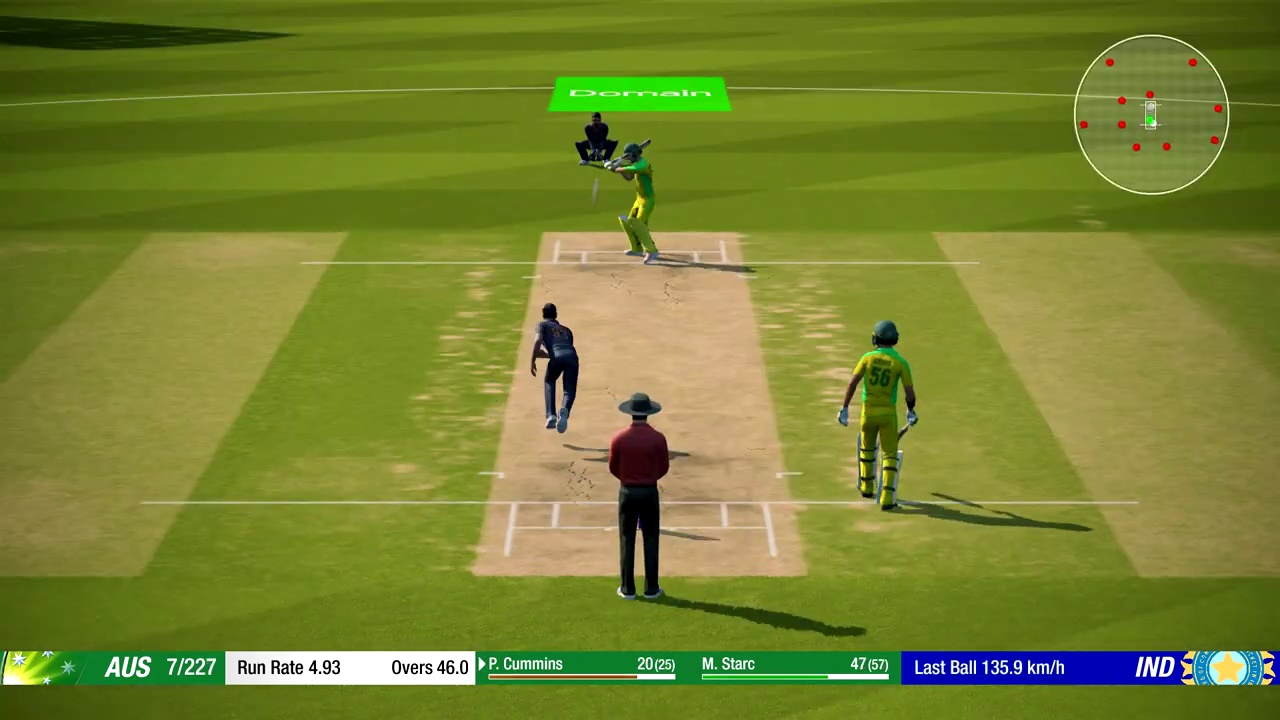 Domain
56
AUS 7/227 Run Rate 4.93 Overs 46.0 P. Cummins 20(25) M. Starc 47(57) Last Ball 135.9 km/h IND